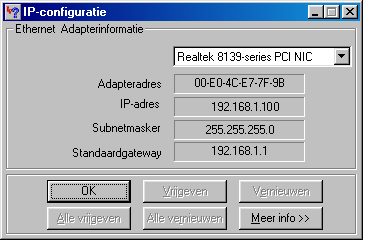 IP-configuratie
Ethernet Adapterinformatie
Realtek 8139-series PCI NIC
Adapteradres 00-E0-4C-E7-7F-9B
IP-adres 192.168.1.100
Subnetmasker 255.255.255.0
Standaardgateway 192.168.1.1
OK Vrijgeven Vernieuwen
Alle vrijgeven Alle vernieuwen Meer info >>